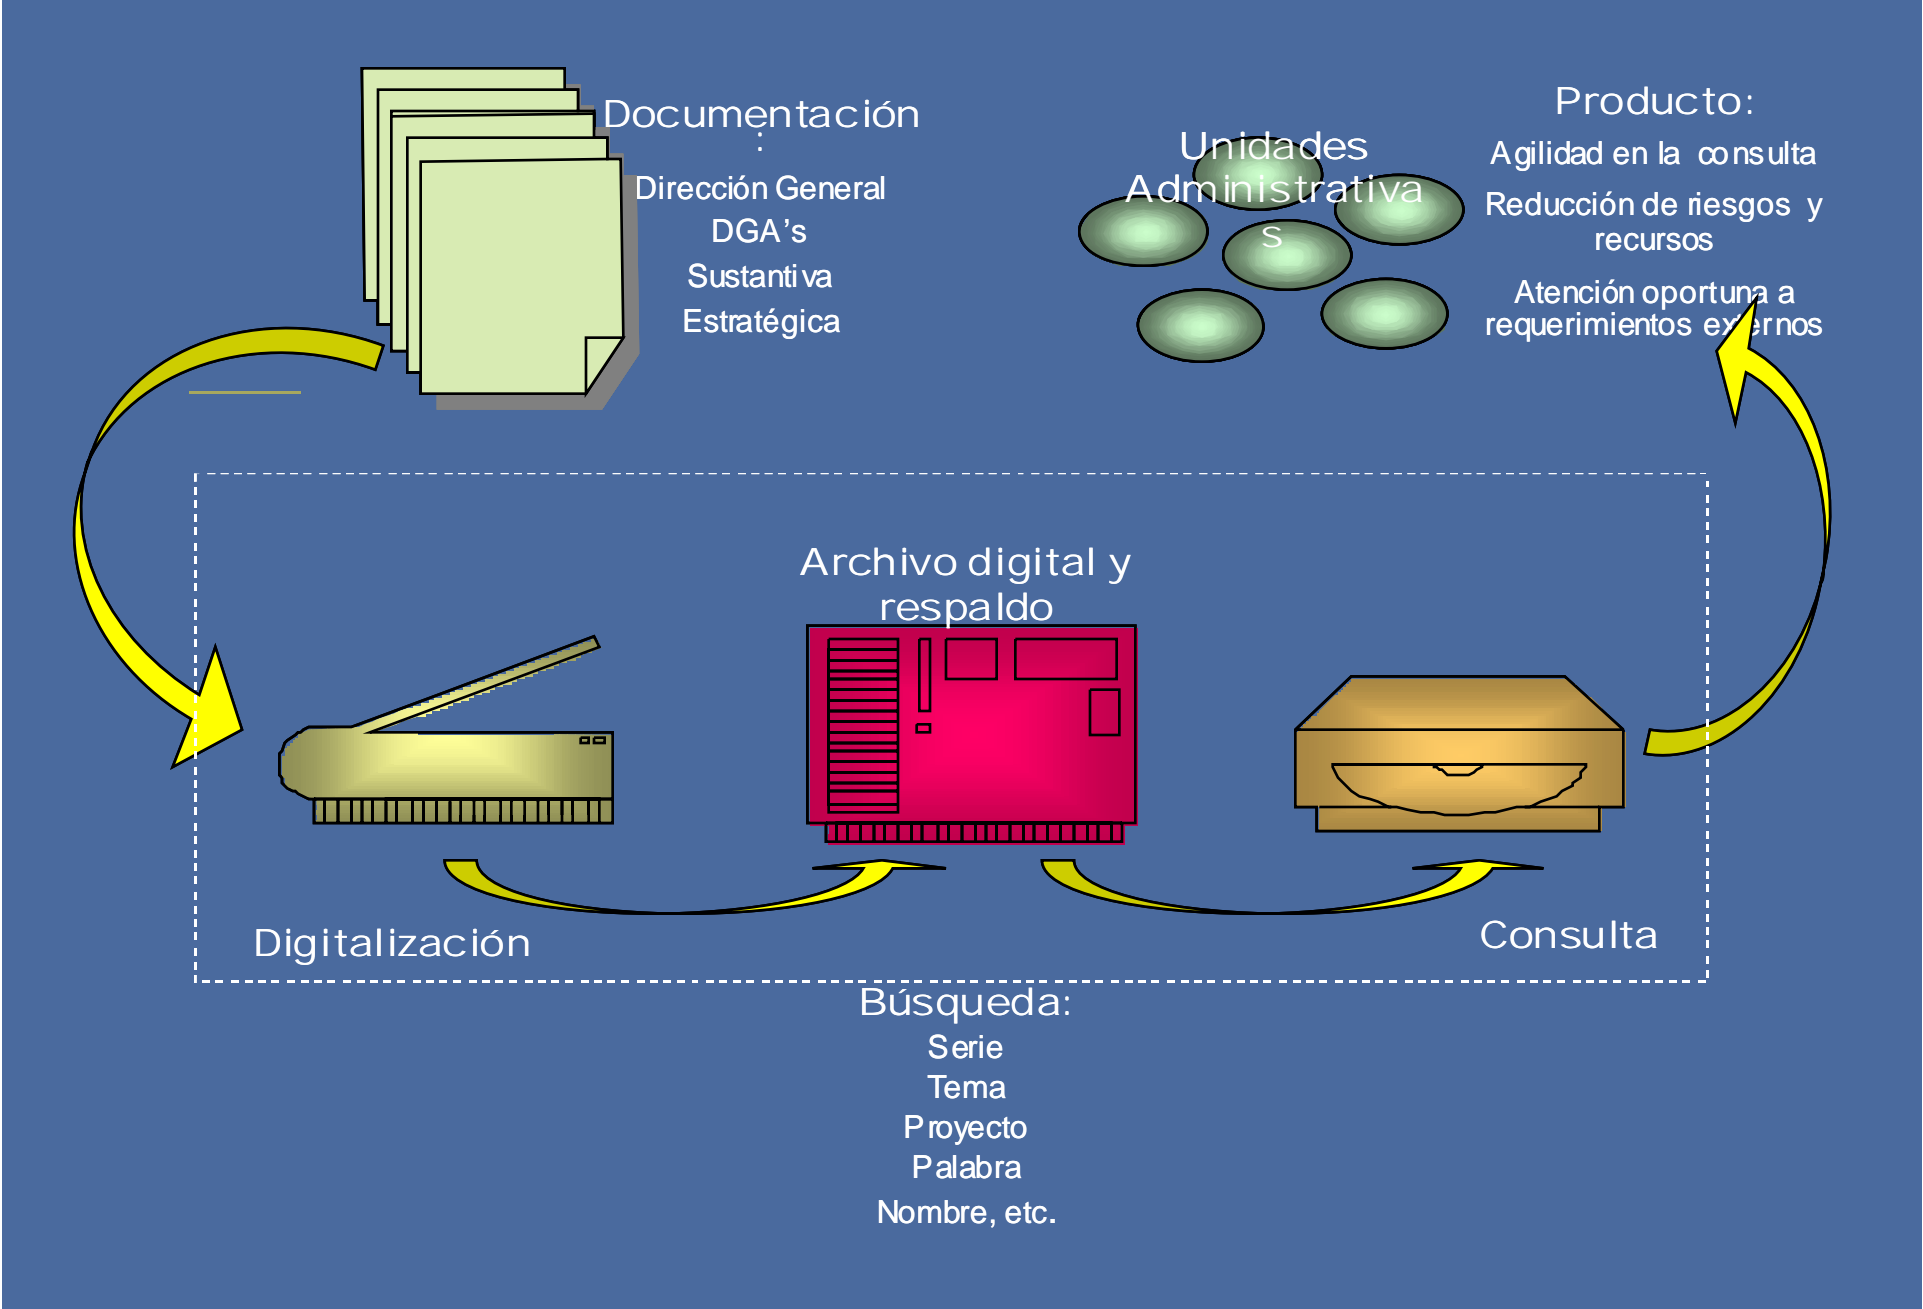 Documentación
:
Dirección General
DGA’s
Sustantiva
Estratégica
Unidades
Administrativa
s
Producto:
Agilidad en la consulta
Reducción de riesgos y
recursos
Atención oportuna a
requerimientos externos
Archivo digital y
respaldo
Digitalización
Consulta
Búsqueda:
Serie
Tema
Proyecto
Palabra
Nombre, etc.